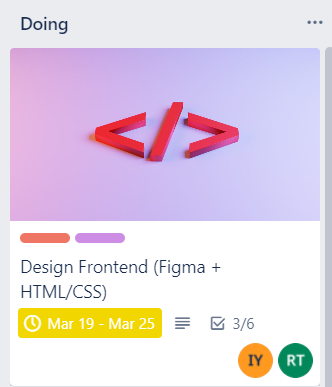 Doing
Design Frontend (Figma +
HTML/CSS)
Mar 19 - Mar 25
3/6
IY
RT